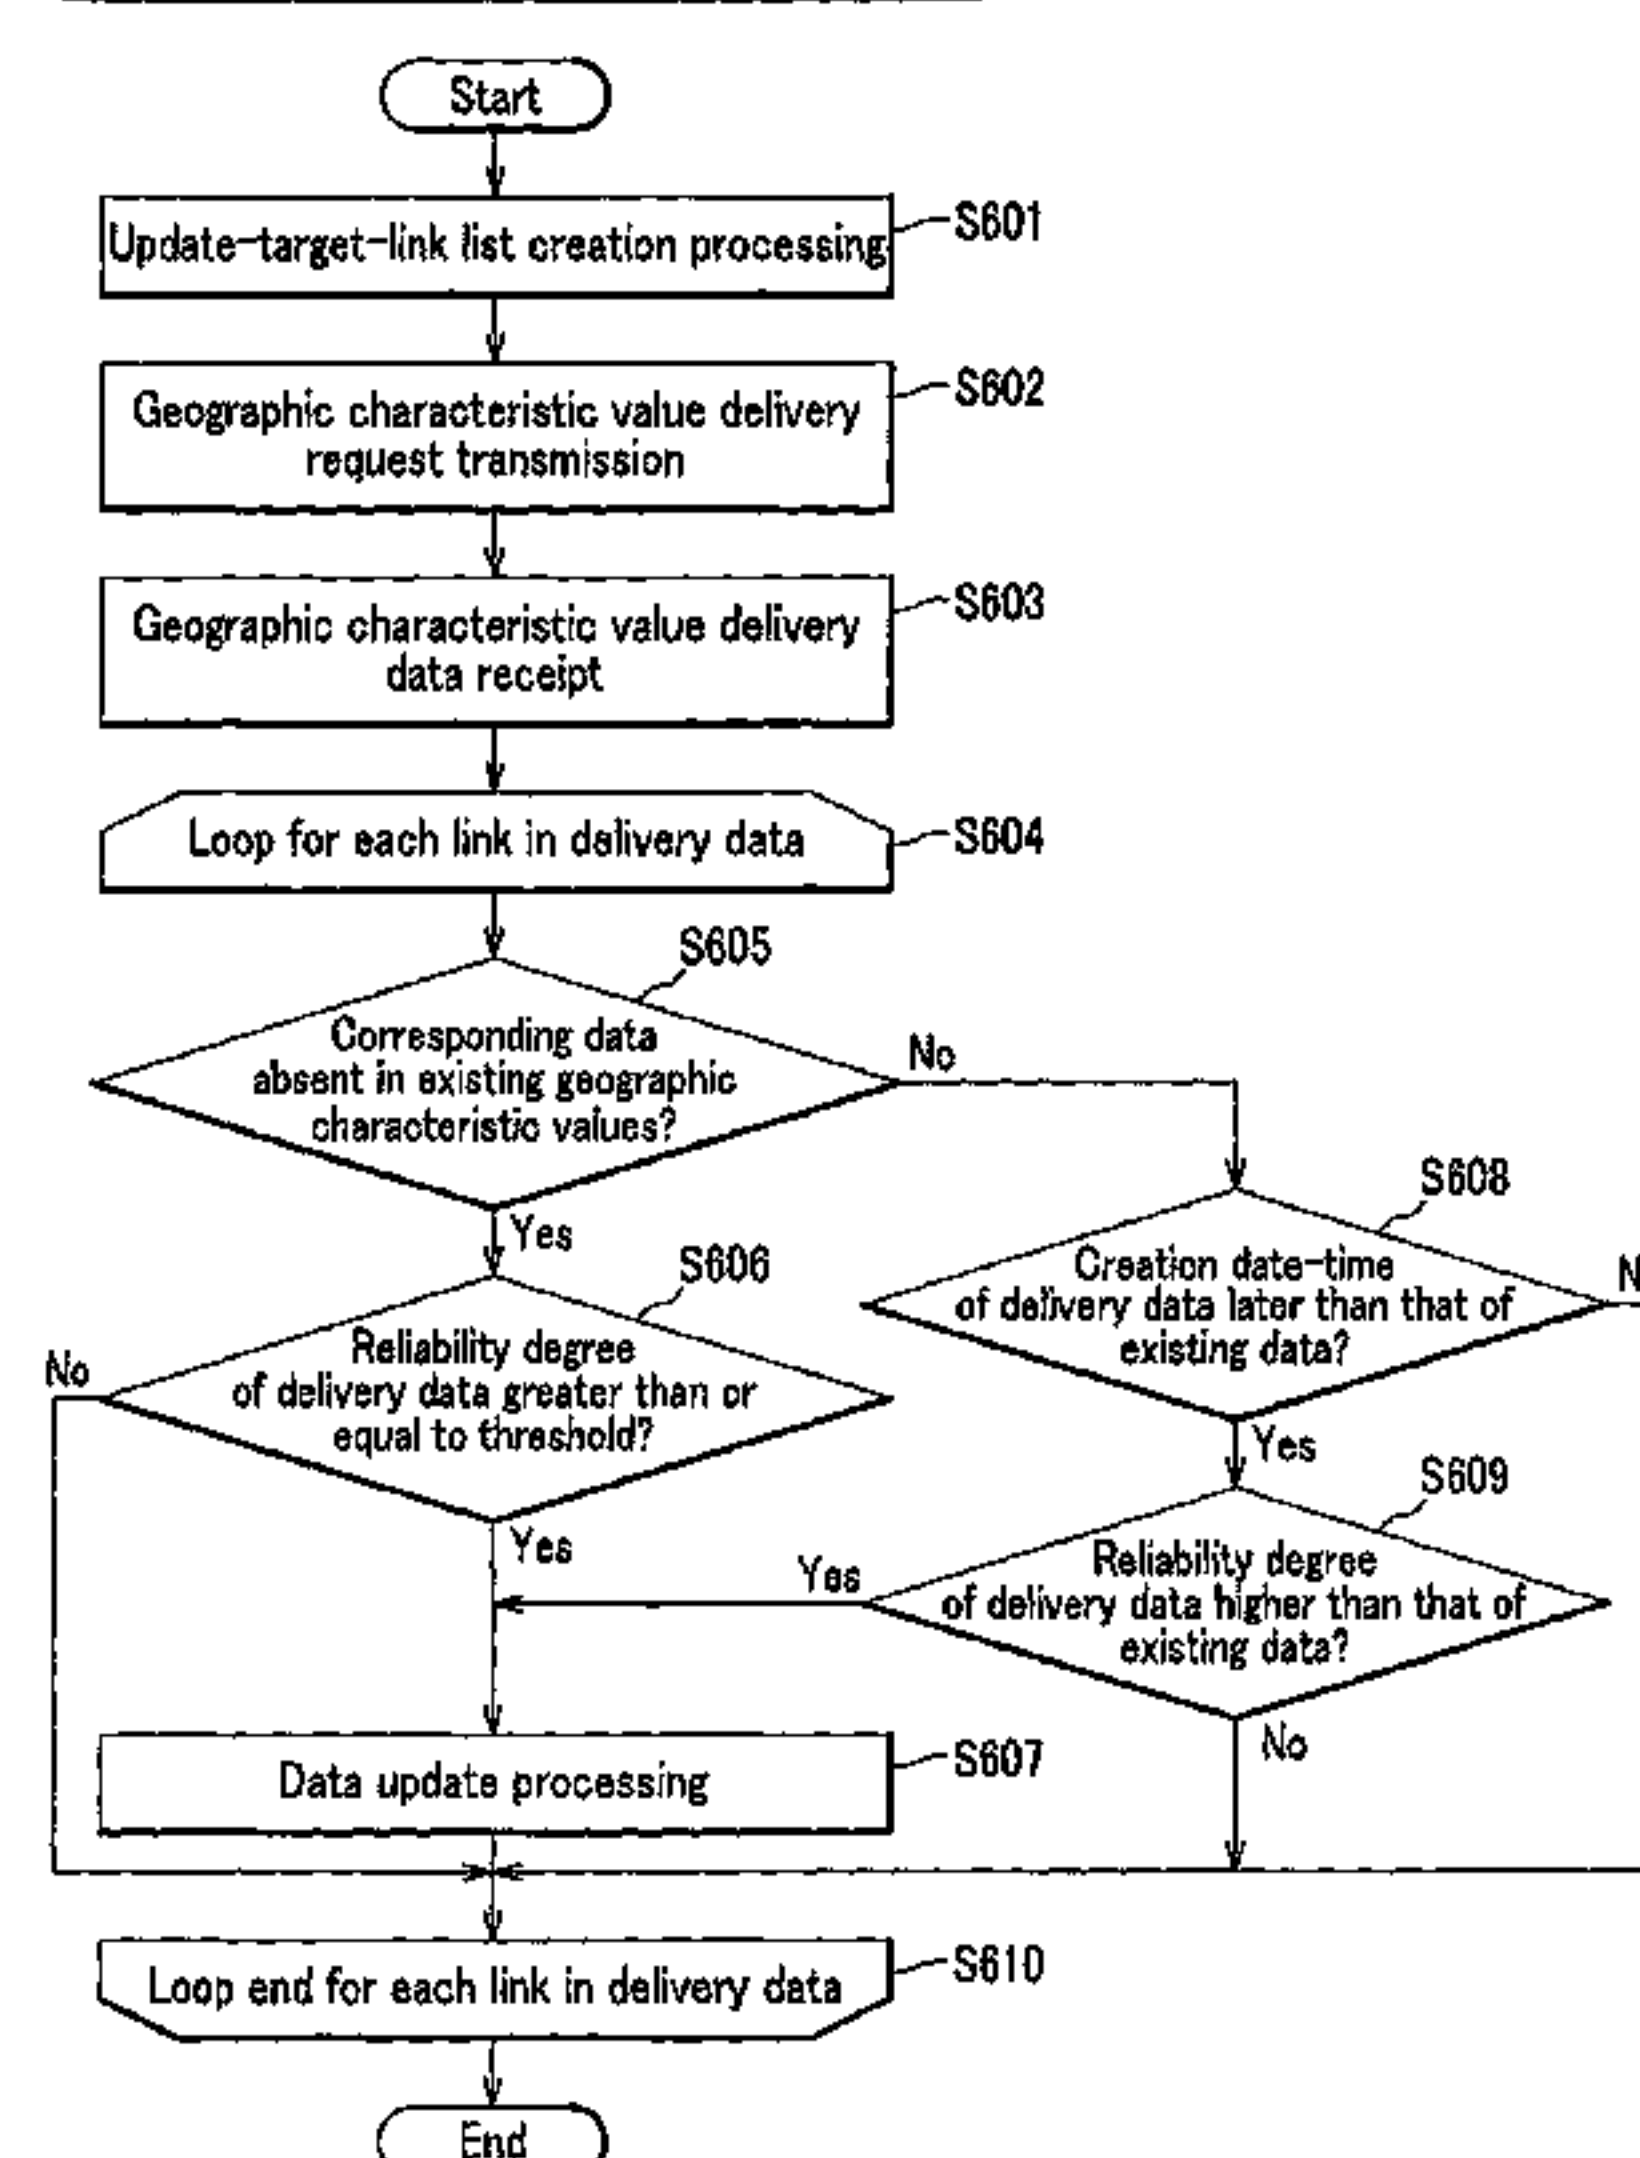 Start
Update-target-link list creation processing
S601
Geographic characteristic value delivery
request transmission
S602
Geographic characteristic value delivery
data receipt
S603
Loop for each link in delivery data
S604
S605
Corresponding data
absent in existing geographic
characteristic values?
No
Yes
S606
Reliability degree
of delivery data greater than or
equal to threshold?
No
Yes
S608
Creation date-time
of delivery data later than that of
existing data?
N
Yes
S609
Reliability degree
of delivery data higher than that of
existing data?
Yes
No
Data update processing
S607
Loop end for each link in delivery data
S610
End